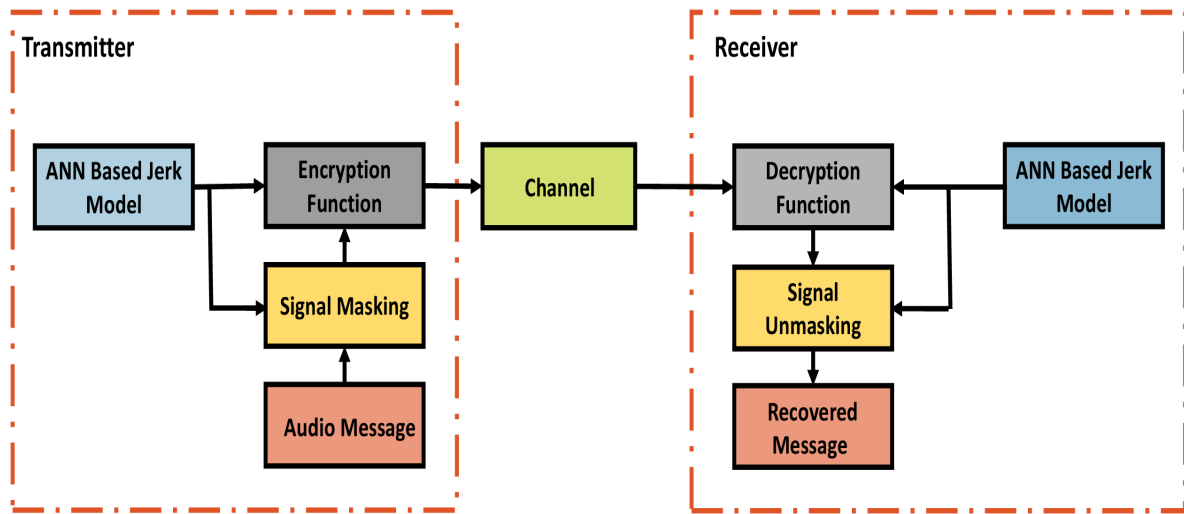 Transmitter
ANN Based Jerk
Model
Encryption
Function
Signal Masking
Audio Message
Channel
Receiver
Decryption
Function
ANN Based Jerk
Model
Signal
Unmasking
Recovered
Message